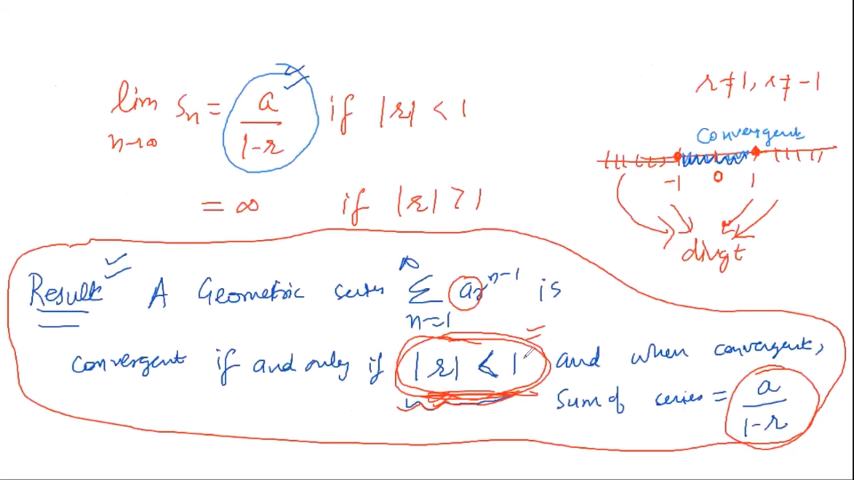 lim Sn = a/1-r if |r| < 1
n→∞
= ∞ if |r| > 1
r≠1, r≠-1
Convergent
-1 0 1
divgt
Result A Geometric series ∞∑n=1 ar^n-1 is
convergent if and only if |r| < 1 and when convergent,
Sum of series = a/1-r